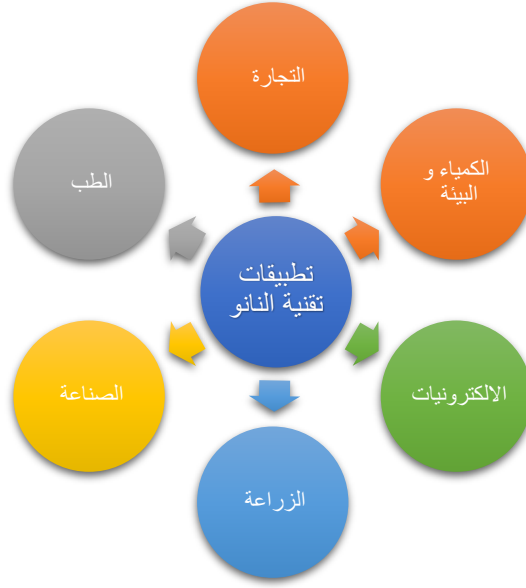 التجارة
الكمياء و
البيئة
الالكترونيات
الزراعة
الصناعة
الطب
تطبيقات
تقنية النانو